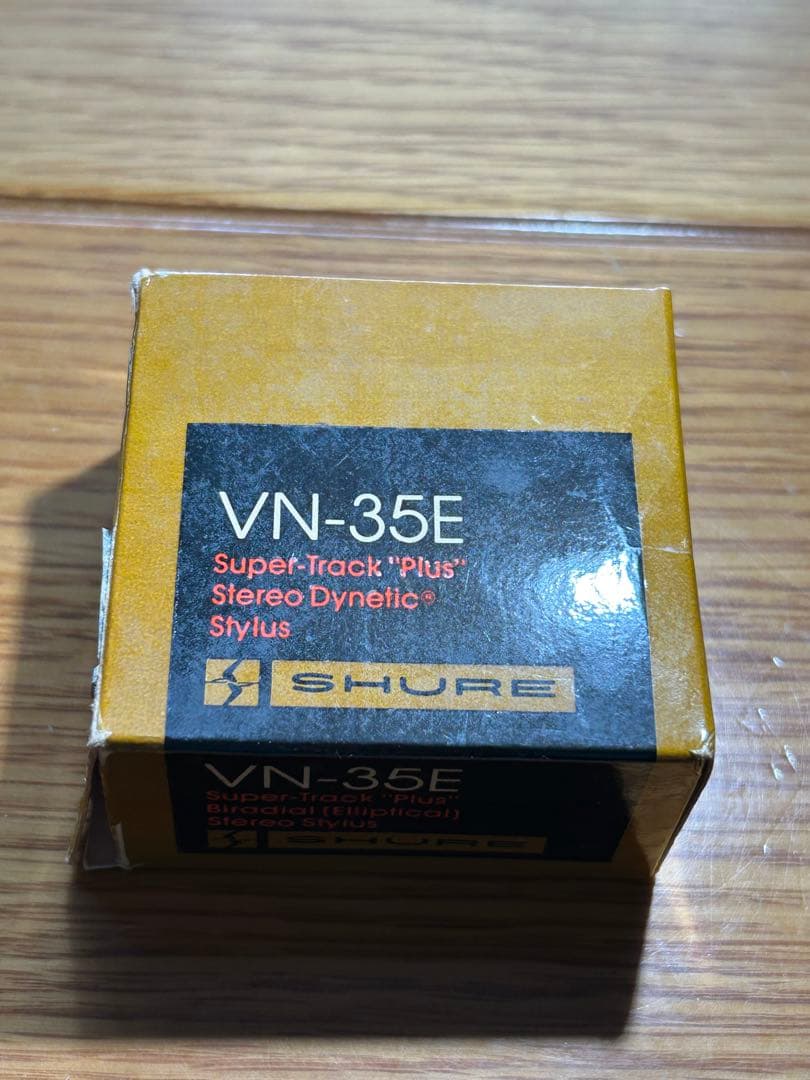 VN-35E
Super-Track "Plus"
Stereo Dynetic®
Stylus
SHURE
VN-35E
Super-Track "Plus"
Biradial (Elliptical)
Stereo Stylus
SHURE